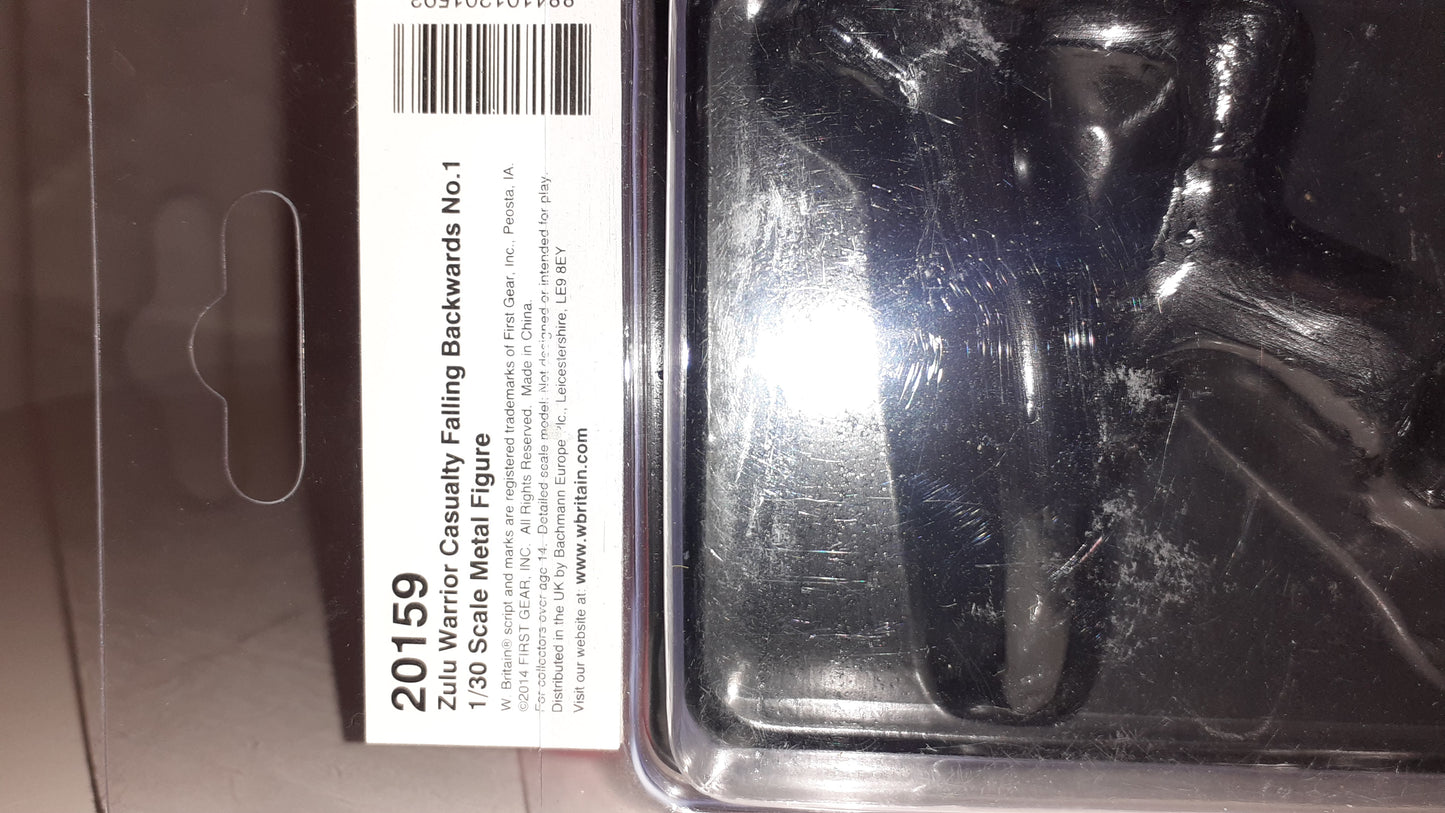 20159
Zulu Warrior Casualty Falling Backwards No.1
1/30 Scale Metal Figure
W. Britain® script and marks are registered trademarks of First Gear, Inc., Peosta, IA.
©2014 FIRST GEAR, INC. All Rights Reserved. Made in China.
For collectors over age 14. Detailed scale model: Not designed or intended for play.
Distributed in the UK by Bachmann Europe Plc., Leicestershire, LE9 8EY
Visit our website at: www.wbritain.com